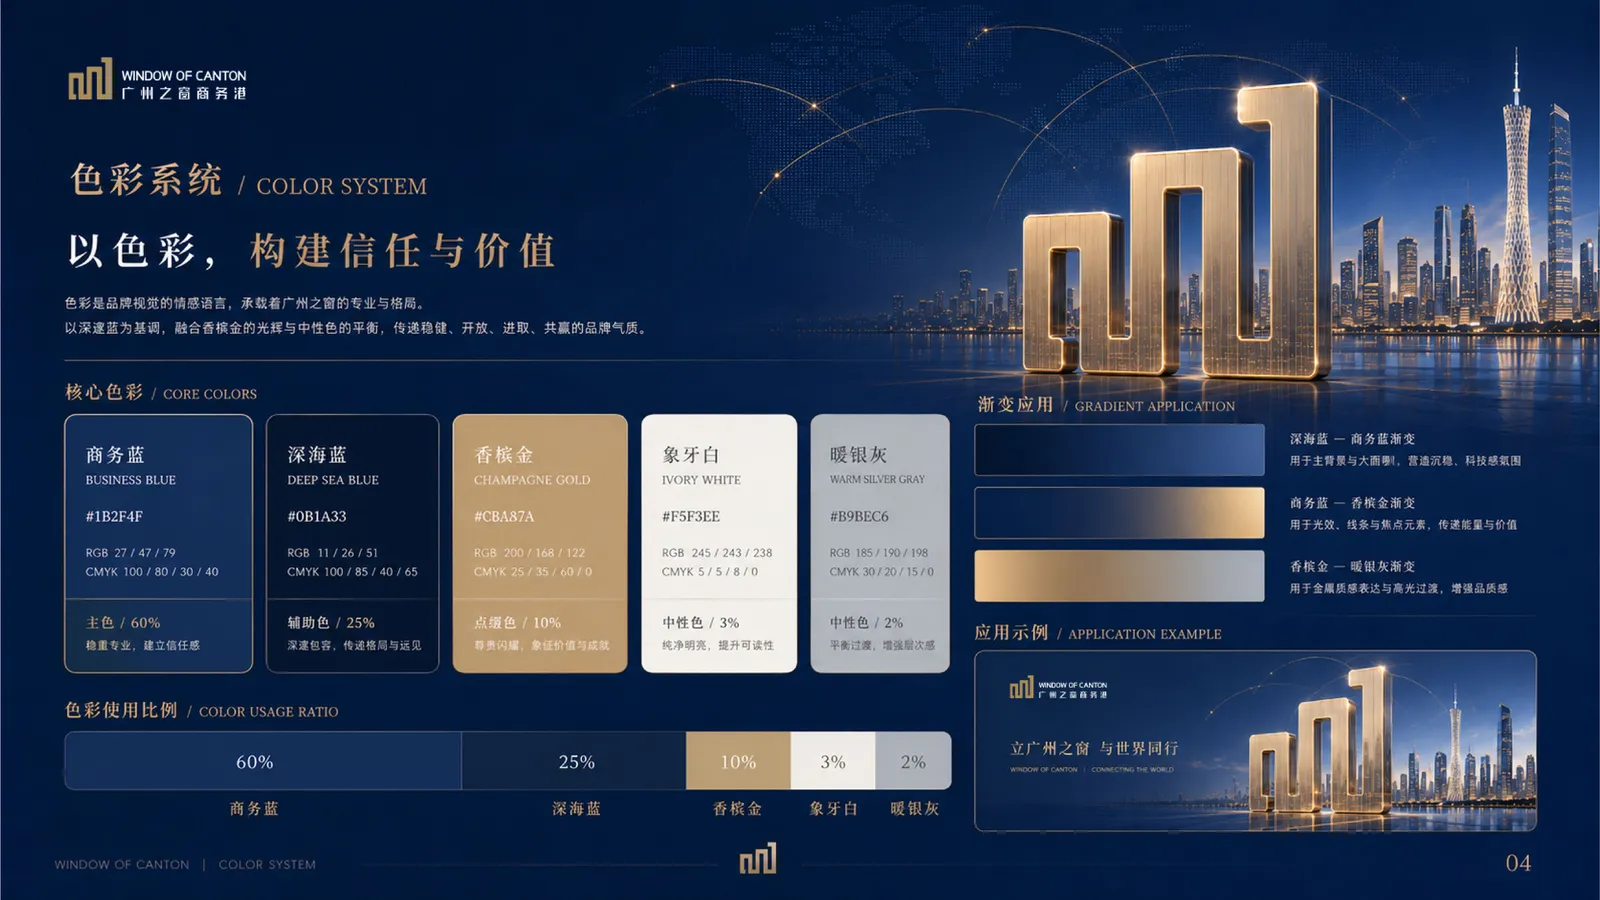 WINDOW OF CANTON
广州之窗商务港
色彩系统 / COLOR SYSTEM
以色彩，构建信任与价值
色彩是品牌视觉的情感语言，承载着广州之窗的专业与格局。
以深邃蓝为基调，融合香槟金的光辉与中性色的平衡，传递稳健、开放、进取、共赢的品牌气质。
核心色彩 / CORE COLORS
商务蓝
BUSINESS BLUE
#1B2F4F
RGB 27 / 47 / 79
CMYK 100 / 80 / 30 / 40
主色 / 60%
稳重专业，建立信任感
深海蓝
DEEP SEA BLUE
#0B1A33
RGB 11 / 26 / 51
CMYK 100 / 85 / 40 / 65
辅助色 / 25%
深邃包容，传递格局与远见
香槟金
CHAMPAGNE GOLD
#CBA87A
RGB 200 / 168 / 122
CMYK 25 / 35 / 60 / 0
点缀色 / 10%
尊贵闪耀，象征价值与成就
象牙白
IVORY WHITE
#F5F3EE
RGB 245 / 243 / 238
CMYK 5 / 5 / 8 / 0
中性色 / 3%
纯净明亮，提升可读性
暖银灰
WARM SILVER GRAY
#B9BEC6
RGB 185 / 190 / 198
CMYK 30 / 20 / 15 / 0
中性色 / 2%
平衡过渡，增强层次感
色彩使用比例 / COLOR USAGE RATIO
60%
25%
10%
3%
2%
商务蓝
深海蓝
香槟金
象牙白
暖银灰
渐变应用 / GRADIENT APPLICATION
深海蓝 — 商务蓝渐变
用于主背景与大面，营造沉稳、科技感氛围
商务蓝 — 香槟金渐变
用于光效、线条与焦点元素，传递能量与价值
香槟金 — 暖银灰渐变
用于金属质感表达与高光过渡，增强品质感
应用示例 / APPLICATION EXAMPLE
WINDOW OF CANTON
广州之窗商务港
立广州之窗 与世界同行
WINDOW OF CANTON | CONNECTING THE WORLD
WINDOW OF CANTON | COLOR SYSTEM
04